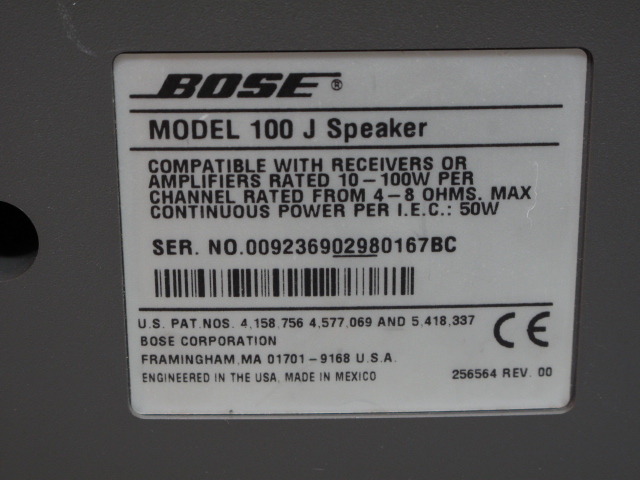 BOSE®
MODEL 100 J Speaker
COMPATIBLE WITH RECEIVERS OR
AMPLIFIERS RATED 10-100W PER
CHANNEL RATED FROM 4-8 OHMS. MAX
CONTINUOUS POWER PER I.E.C.: 50W
SER. NO.009236902980167BC
U.S. PAT.NOS. 4,158,756 4,577,069 AND 5,418,337
BOSE CORPORATION
FRAMINGHAM,MA 01701-9168 U.S.A.
ENGINEERED IN THE USA, MADE IN MEXICO
CE
256564 REV. 00